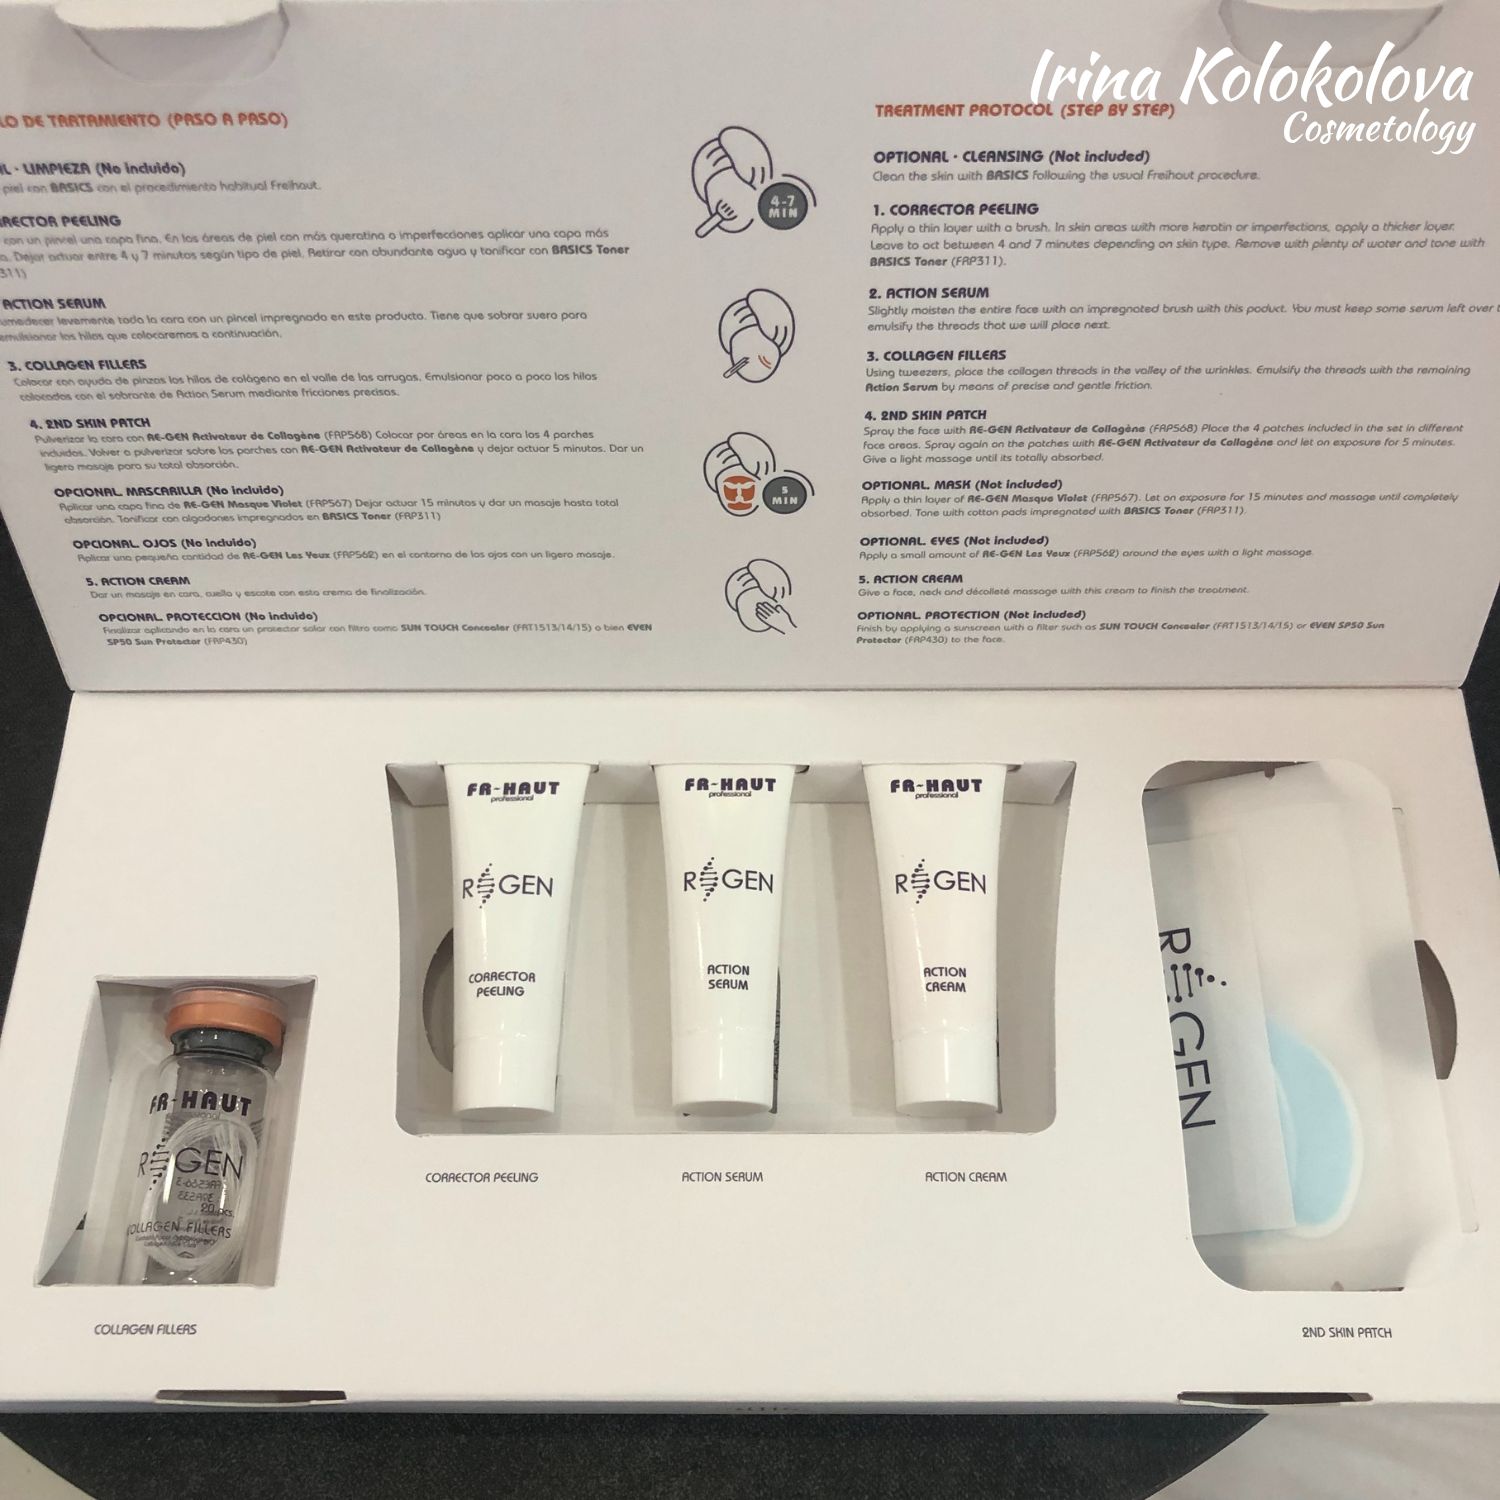 Irina Kolokolova
Cosmetology
LO DE TRATAMIENTO (PASO A PASO)
L · LIMPIEZA (No incluido)
piel con BASICS con el procedimiento habitual Freihaut.
RRECTOR PEELING
con un pincel una capa fina. En las áreas de piel con más queratina o imperfecciones aplicar una capa más
a. Dejar actuar entre 4 y 7 minutos según tipo de piel. Retirar con abundante agua y tonificar con BASICS Toner
311)
ACTION SERUM
umedecer levemente toda la cara con un pincel impregnado en este producto. Tiene que sobrar suero para
emulsionar los hilos que colocaremos a continuación.
3. COLLAGEN FILLERS
Colocar con ayuda de pinzas los hilos de colágeno en el valle de las arrugas. Emulsionar poco a poco los hilos
colocados con el sobrante de Action Serum mediante fricciones precisas.
4. 2ND SKIN PATCH
Pulverizar la cara con RE-GEN Activateur de Collagène (FRP568) Colocar por áreas en la cara los 4 parches
incluidos. Volver a pulverizar sobre los parches con RE-GEN Activateur de Collagène y dejar actuar 5 minutos. Dar un
ligero masaje para su total absorción.
OPCIONAL. MASCARILLA (No incluido)
Aplicar una capa fina de RE-GEN Masque Violet (FRP567) Dejar actuar 15 minutos y dar un masaje hasta total
absorción. Tonificar con algodones impregnados en BASICS Toner (FRP311)
OPCIONAL. OJOS (No incluido)
Aplicar una pequeña cantidad de RE-GEN Les Yeux (FRP562) en el contorno de los ojos con un ligero masaje.
5. ACTION CREAM
Dar un masaje en cara, cuello y escote con esta crema de finalización.
OPCIONAL. PROTECCION (No incluido)
Finalizar aplicando en la cara un protector solar con filtro como SUN TOUCH Concealer (FRT1513/14/15) o bien EVEN
SP50 Sun Protector (FRP430)
4-7
MIN
5
MIN
TREATMENT PROTOCOL (STEP BY STEP)
OPTIONAL · CLEANSING (Not included)
Clean the skin with BASICS following the usual Freihaut procedure.
1. CORRECTOR PEELING
Apply a thin layer with a brush. In skin areas with more keratin or imperfections, apply a thicker layer.
Leave to act between 4 and 7 minutes depending on skin type. Remove with plenty of water and tone with
BASICS Toner (FRP311).
2. ACTION SERUM
Slightly moisten the entire face with an impregnated brush with this poduct. You must keep some serum left over t
emulsify the threads that we will place next.
3. COLLAGEN FILLERS
Using tweezers, place the collagen threads in the valley of the wrinkles. Emulsify the threads with the remaining
Action Serum by means of precise and gentle friction.
4. 2ND SKIN PATCH
Spray the face with RE-GEN Activateur de Collagène (FRP568) Place the 4 patches included in the set in different
face areas. Spray again on the patches with RE-GEN Activateur de Collagène and let on exposure for 5 minutes.
Give a light massage until its totally absorbed.
OPTIONAL. MASK (Not included)
Apply a thin layer of RE-GEN Masque Violet (FRP567). Let on exposure for 15 minutes and massage until completely
absorbed. Tone with cotton pads impregnated with BASICS Toner (FRP311).
OPTIONAL. EYES (Not included)
Apply a small amount of RE-GEN Les Yeux (FRP562) around the eyes with a light massage.
5. ACTION CREAM
Give a face, neck and décolleté massage with this cream to finish the treatment.
OPTIONAL. PROTECTION (Not included)
Finish by applying a sunscreen with a filter such as SUN TOUCH Concealer (FRT1513/14/15) or EVEN SP50 Sun
Protector (FRP430) to the face.
FR-HAUT
professional
RE GEN
CORRECTOR
PEELING
FR-HAUT
professional
RE GEN
ACTION
SERUM
FR-HAUT
professional
RE GEN
ACTION
CREAM
RE GEN
FR-HAUT
RE GEN
20 pcs.
COLLAGEN FILLERS
CORRECTOR PEELING
ACTION SERUM
ACTION CREAM
COLLAGEN FILLERS
2ND SKIN PATCH